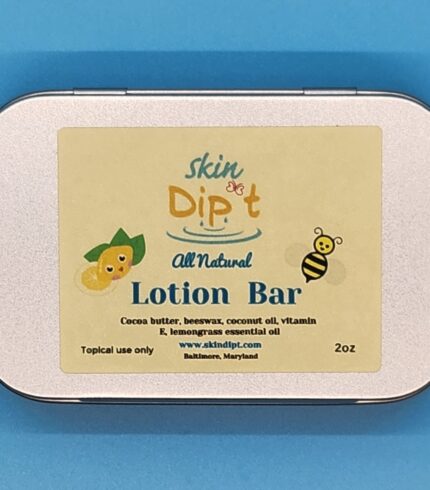 skin
Dip't
All Natural
Lotion Bar
Cocoa butter, beeswax, coconut oil, vitamin
E, lemongrass essential oil
www.skindipt.com
Topical use only
2oz
Baltimore, Maryland